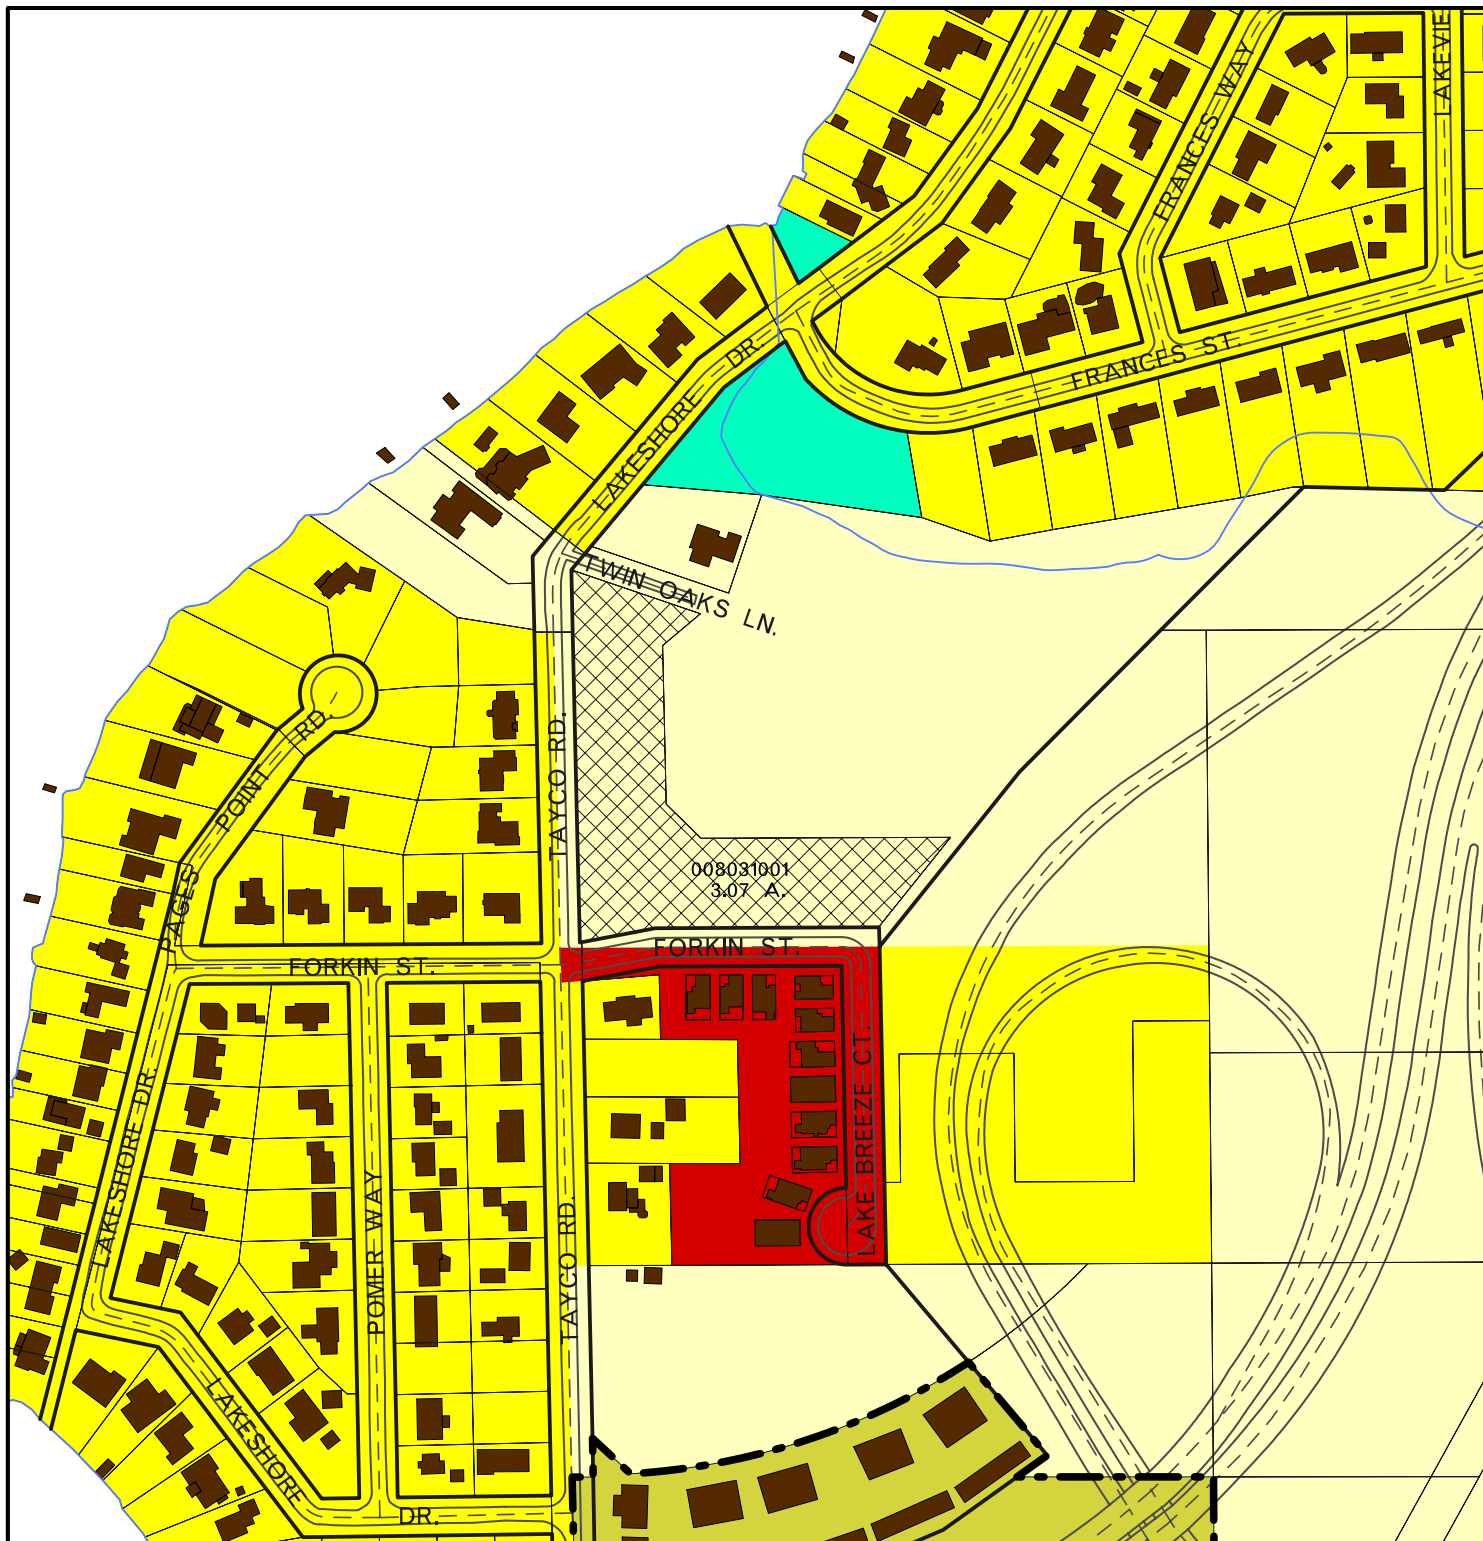 LAKEVIE
FRANCES WAY
FRANCES ST.
LAKESHORE DR.
TWIN OAKS LN.
PAGES POINT RD.
TAYCO RD.
008031001
3.07 A.
FORKIN ST.
FORKIN ST.
LAKE BREEZE CT.
LAKESHORE DR.
POMER WAY
TAYCO RD.
LAKESHORE DR.